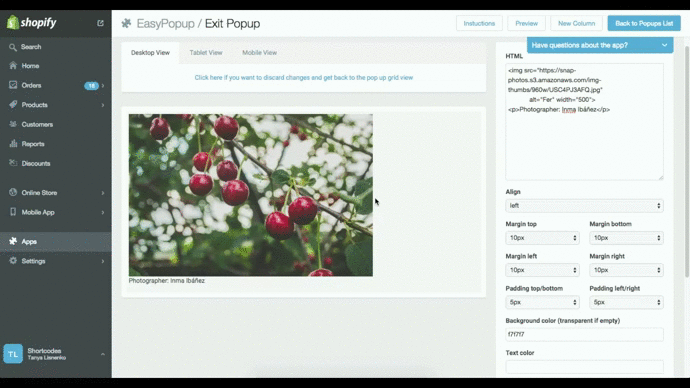 shopify
EasyPopup / Exit Popup
Instuctions
Preview
New Column
Back to Popups List
Search
Home
Orders
16
Products
Customers
Reports
Discounts
Online Store
Mobile App
Apps
Settings
TL
Shortcodes
Tanya Lisnenko
Desktop View
Tablet View
Mobile View
Click here if you want to discard changes and get back to the pop up grid view
Photographer: Inma Ibáñez
Have questions about the app?
HTML
<img src="https://snap-
photos.s3.amazonaws.com/img-
thumbs/960w/USC4PJ3AFQ.jpg"
alt="Fer" width="500">
<p>Photographer: Inma Ibáñez</p>
Align
left
Margin top
Margin bottom
10px
10px
Margin left
Margin right
10px
10px
Padding top/bottom
Padding left/right
5px
5px
Background color (transparent if empty)
f7f7f7
Text color